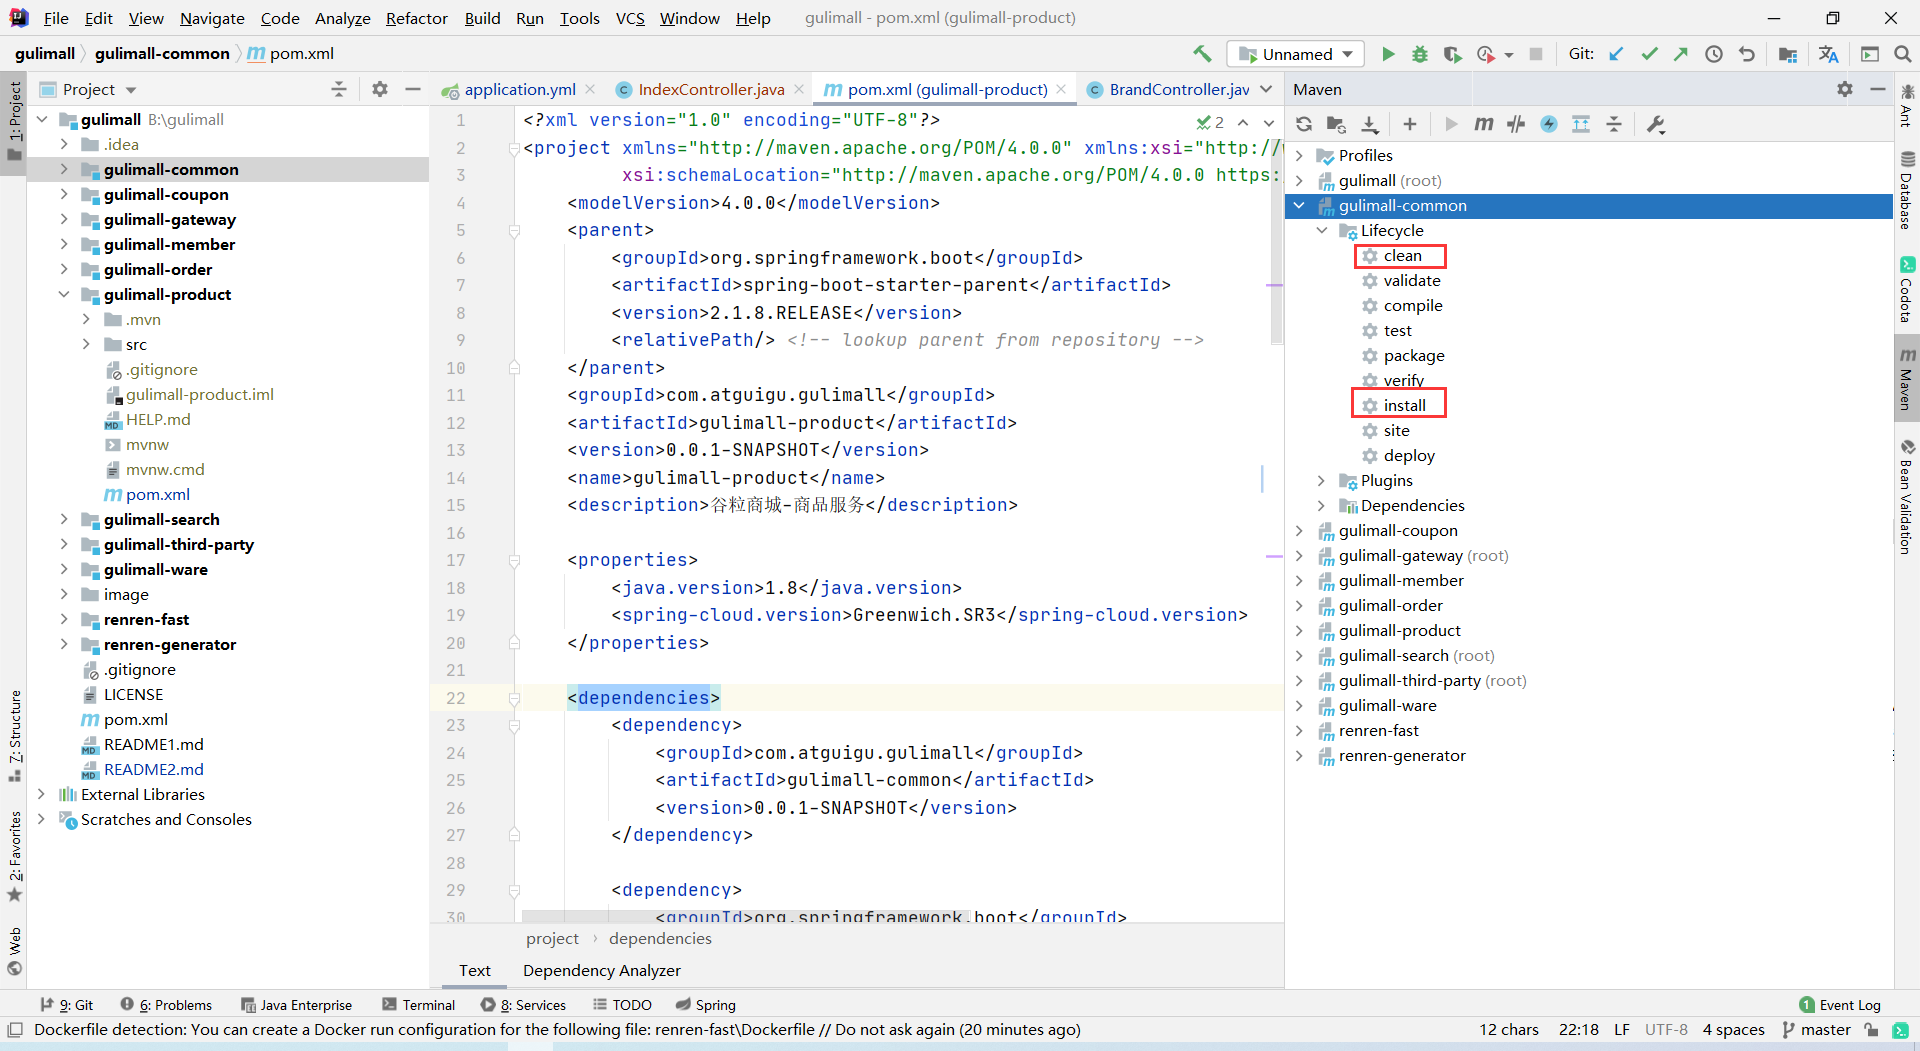 File Edit View Navigate Code Analyze Refactor Build Run Tools VCS Window Help gulimall - pom.xml (gulimall-product)
gulimall gulimall-common pom.xml
Unnamed
Git:
1: Project
7: Structure
2: Favorites
Web
Project
gulimall B:\gulimall
.idea
gulimall-common
gulimall-coupon
gulimall-gateway
gulimall-member
gulimall-order
gulimall-product
.mvn
src
.gitignore
gulimall-product.iml
HELP.md
mvnw
mvnw.cmd
pom.xml
gulimall-search
gulimall-third-party
gulimall-ware
image
renren-fast
renren-generator
.gitignore
LICENSE
pom.xml
README1.md
README2.md
External Libraries
Scratches and Consoles
application.yml IndexController.java pom.xml (gulimall-product) BrandController.jav
2
1 <?xml version="1.0" encoding="UTF-8"?>
2 <project xmlns="http://maven.apache.org/POM/4.0.0" xmlns:xsi="http://w
3 xsi:schemaLocation="http://maven.apache.org/POM/4.0.0 https:
4 <modelVersion>4.0.0</modelVersion>
5 <parent>
6 <groupId>org.springframework.boot</groupId>
7 <artifactId>spring-boot-starter-parent</artifactId>
8 <version>2.1.8.RELEASE</version>
9 <relativePath/> <!-- lookup parent from repository -->
10 </parent>
11 <groupId>com.atguigu.gulimall</groupId>
12 <artifactId>gulimall-product</artifactId>
13 <version>0.0.1-SNAPSHOT</version>
14 <name>gulimall-product</name>
15 <description>谷粒商城-商品服务</description>
16
17 <properties>
18 <java.version>1.8</java.version>
19 <spring-cloud.version>Greenwich.SR3</spring-cloud.version>
20 </properties>
21
22 <dependencies>
23 <dependency>
24 <groupId>com.atguigu.gulimall</groupId>
25 <artifactId>gulimall-common</artifactId>
26 <version>0.0.1-SNAPSHOT</version>
27 </dependency>
28
29 <dependency>
30 <groupId>org.springframework.boot</groupId>
project dependencies
Text Dependency Analyzer
Maven
Profiles
gulimall (root)
gulimall-common
Lifecycle
clean
validate
compile
test
package
verify
install
site
deploy
Plugins
Dependencies
gulimall-coupon
gulimall-gateway (root)
gulimall-member
gulimall-order
gulimall-product
gulimall-search (root)
gulimall-third-party (root)
gulimall-ware
renren-fast
renren-generator
Ant
Database
Codota
Maven
Bean Validation
9: Git 6: Problems Java Enterprise Terminal 8: Services TODO Spring 1 Event Log
Dockerfile detection: You can create a Docker run configuration for the following file: renren-fast\Dockerfile // Do not ask again (20 minutes ago) 12 chars 22:18 LF UTF-8 4 spaces master